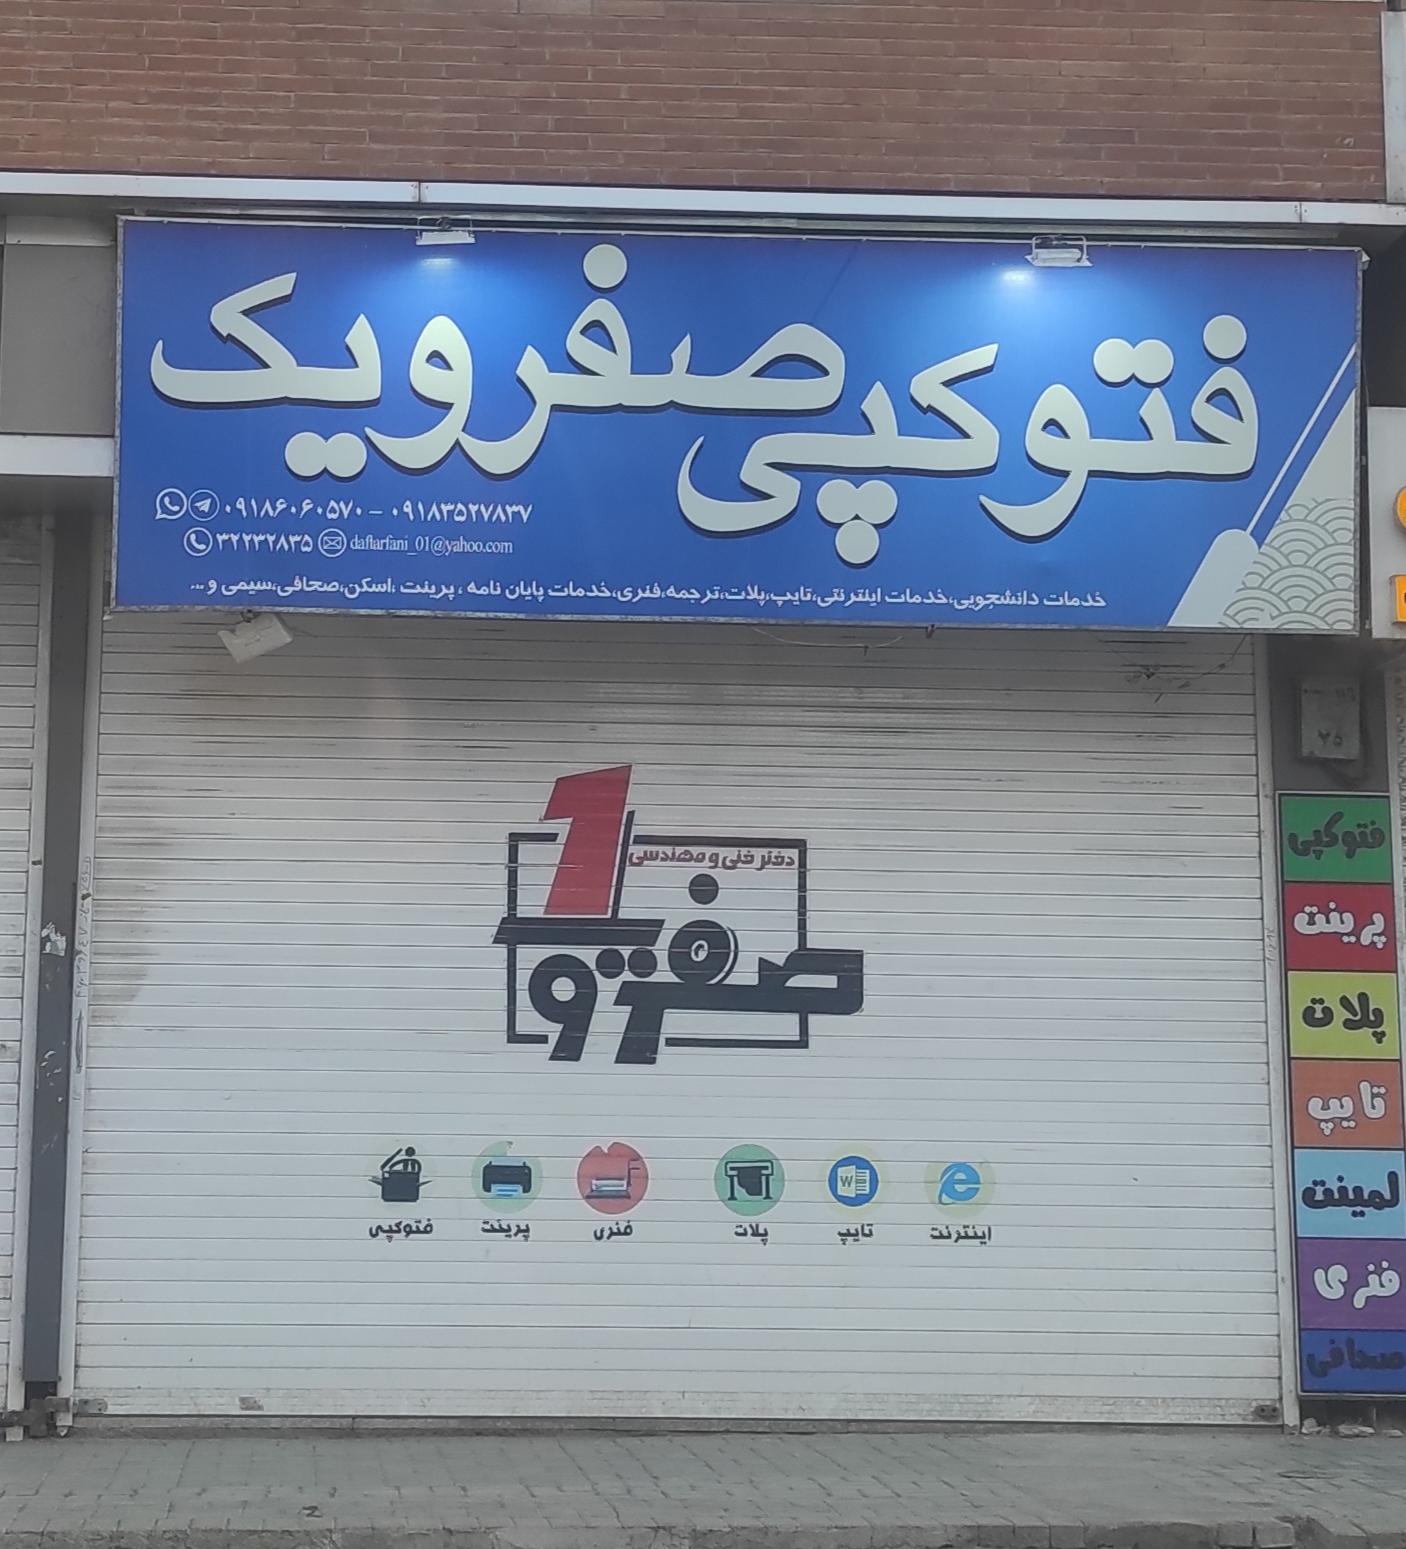 فتوکپی صفرویک
۰۹۱۸۶۰۶۰۵۷۰ - ۰۹۱۸۳۵۲۷۸۳۷
۳۲۲۳۲۸۳۵ daftarfani_01@yahoo.com
خدمات دانشجویی،خدمات اینترنتی،تایپ،پلات،ترجمه،فنری،خدمات پایان نامه ، پرینت ،اسکن،صحافی،سیمی و...
1
دفتر فنی و مهندسی
صفرو
فتوکپی
پرینت
فنری
پلات
تایپ
اینترنت
۲۵
فتوکپی
پرینت
پلات
تایپ
لمینت
فنری
صحافی